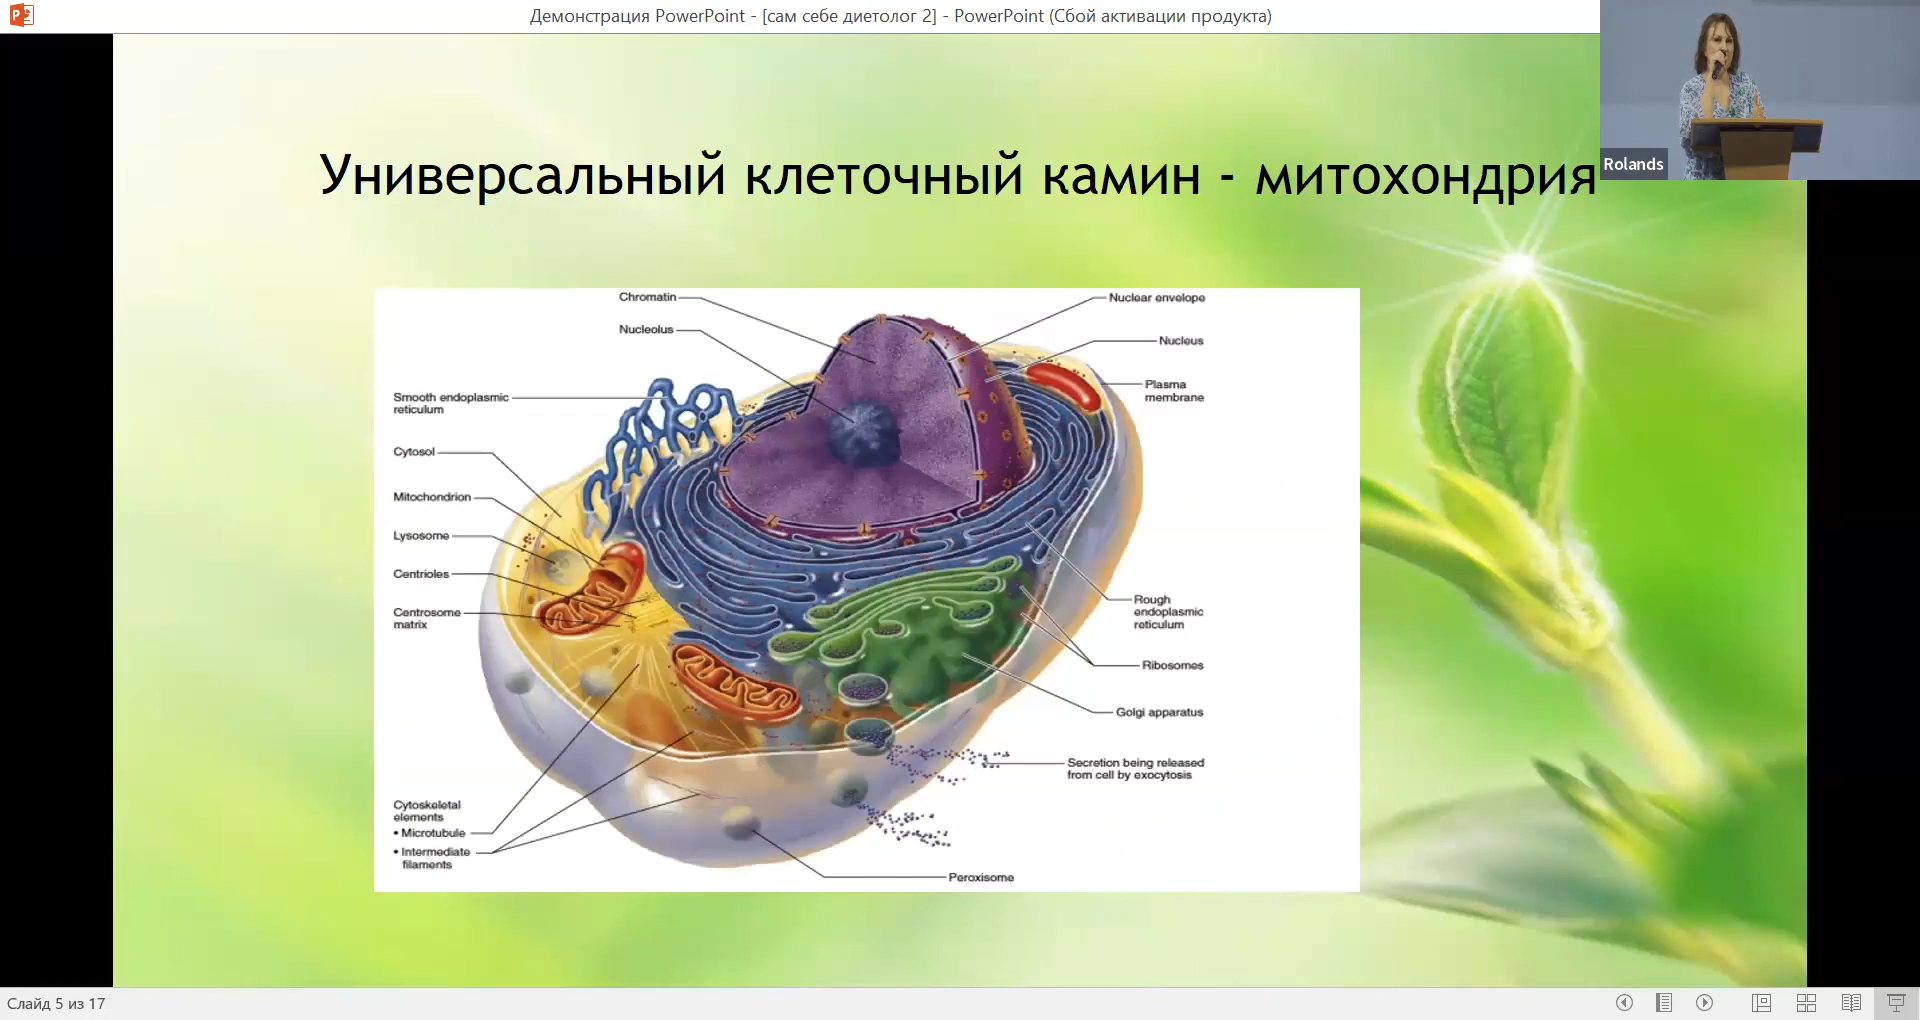 Демонстрация PowerPoint - [сам себе диетолог 2] - PowerPoint (Сбой активации продукта)
Rolands
Универсальный клеточный камин - митохондрия
Chromatin
Nucleolus
Smooth endoplasmic
reticulum
Cytosol
Mitochondrion
Lysosome
Centrioles
Centrosome
matrix
Cytoskeletal
elements
• Microtubule
• Intermediate
filaments
Nuclear envelope
Nucleus
Plasma
membrane
Rough
endoplasmic
reticulum
Ribosomes
Golgi apparatus
Secretion being released
from cell by exocytosis
Peroxisome
Слайд 5 из 17